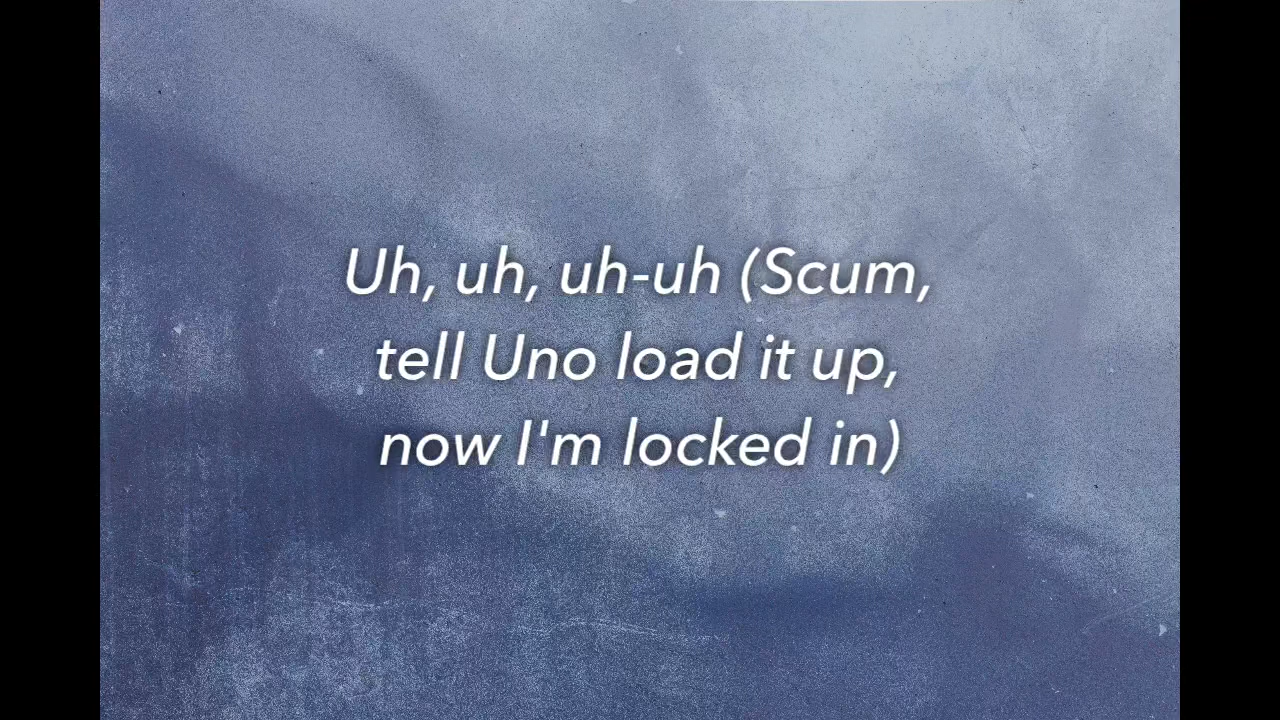 Uh, uh, uh-uh (Scum,
tell Uno load it up,
now I'm locked in)